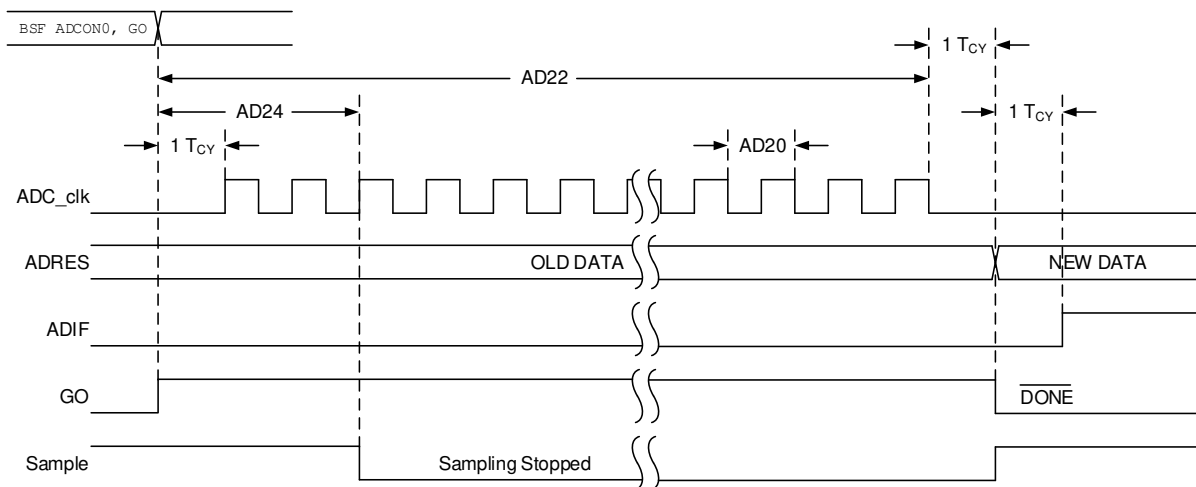 BSF ADCON0, GO
1 TCY
AD22
1 TCY
AD24
1 TCY
AD20
ADC_clk
ADRES
OLD DATA
NEW DATA
ADIF
GO
DONE
Sample
Sampling Stopped